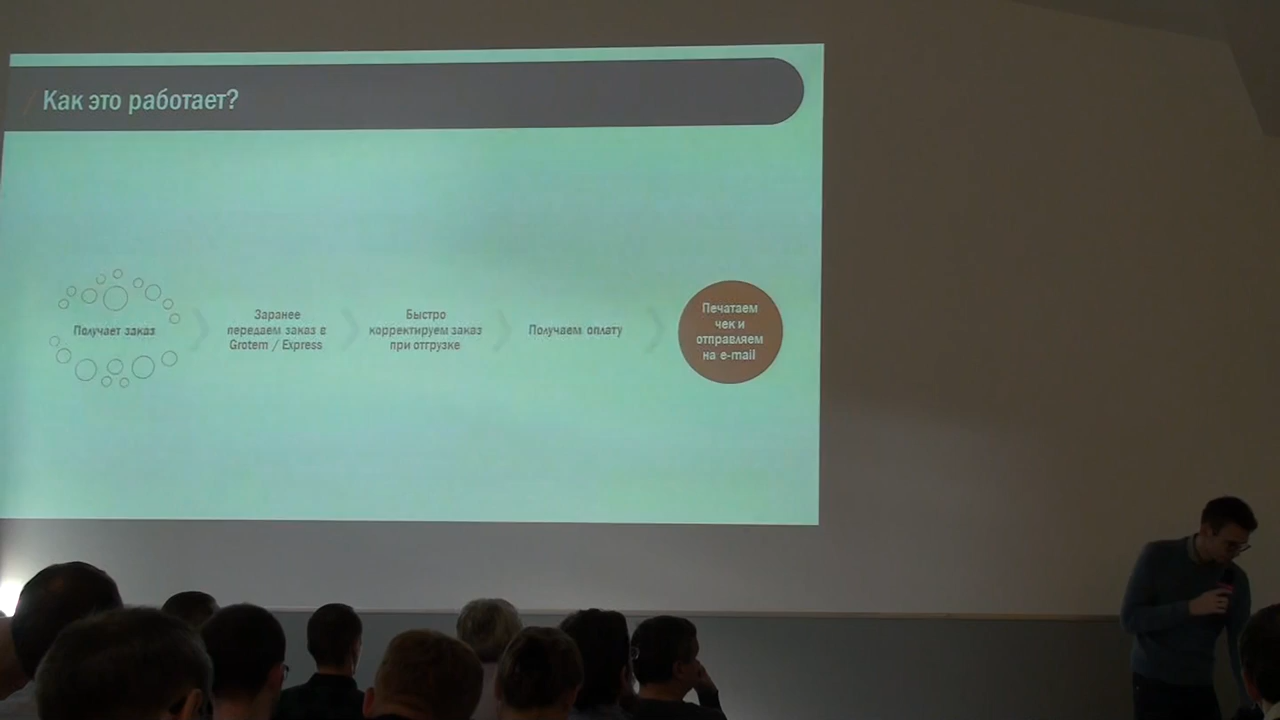 Как это работает?
Получает заказ
Заранее
передаем заказ в
Grotem / Express
Быстро
корректируем заказ
при отгрузке
Получаем оплату
Печатаем
чек и
отправляем
на e-mail